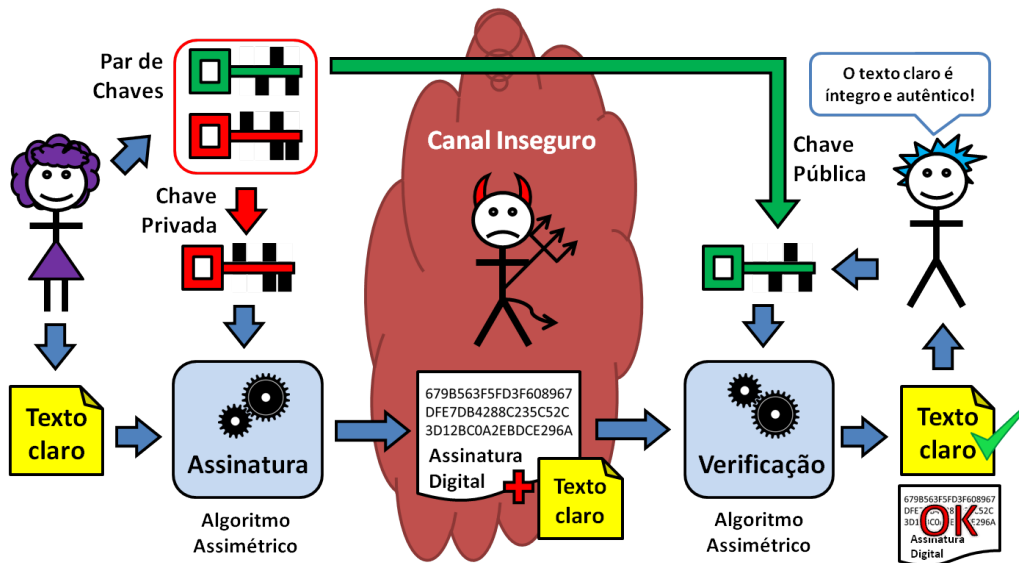 Par de
Chaves
O texto claro é
íntegro e autêntico!
Canal Inseguro
Chave
Pública
Chave
Privada
679B563F5FD3F608967
DFE7DB4288C235C52C
3D12BC0A2EBDCE296A
Assinatura
Digital
Texto
claro
Assinatura
Texto
claro
Verificação
Texto
claro
Algoritmo
Assimétrico
Algoritmo
Assimétrico
679B563F5FD3F608967
OK
Assinatura
Digital